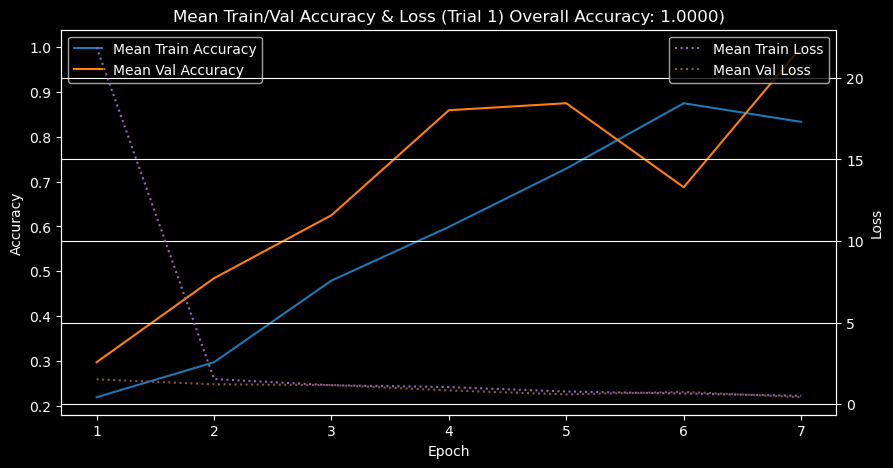 Mean Train/Val Accuracy & Loss (Trial 1) Overall Accuracy: 1.0000)
Mean Train Accuracy
Mean Val Accuracy
Mean Train Loss
Mean Val Loss
Accuracy
1.0
0.9
0.8
0.7
0.6
0.5
0.4
0.3
0.2
20
15
10
5
0
Loss
1 2 3 4 5 6 7
Epoch